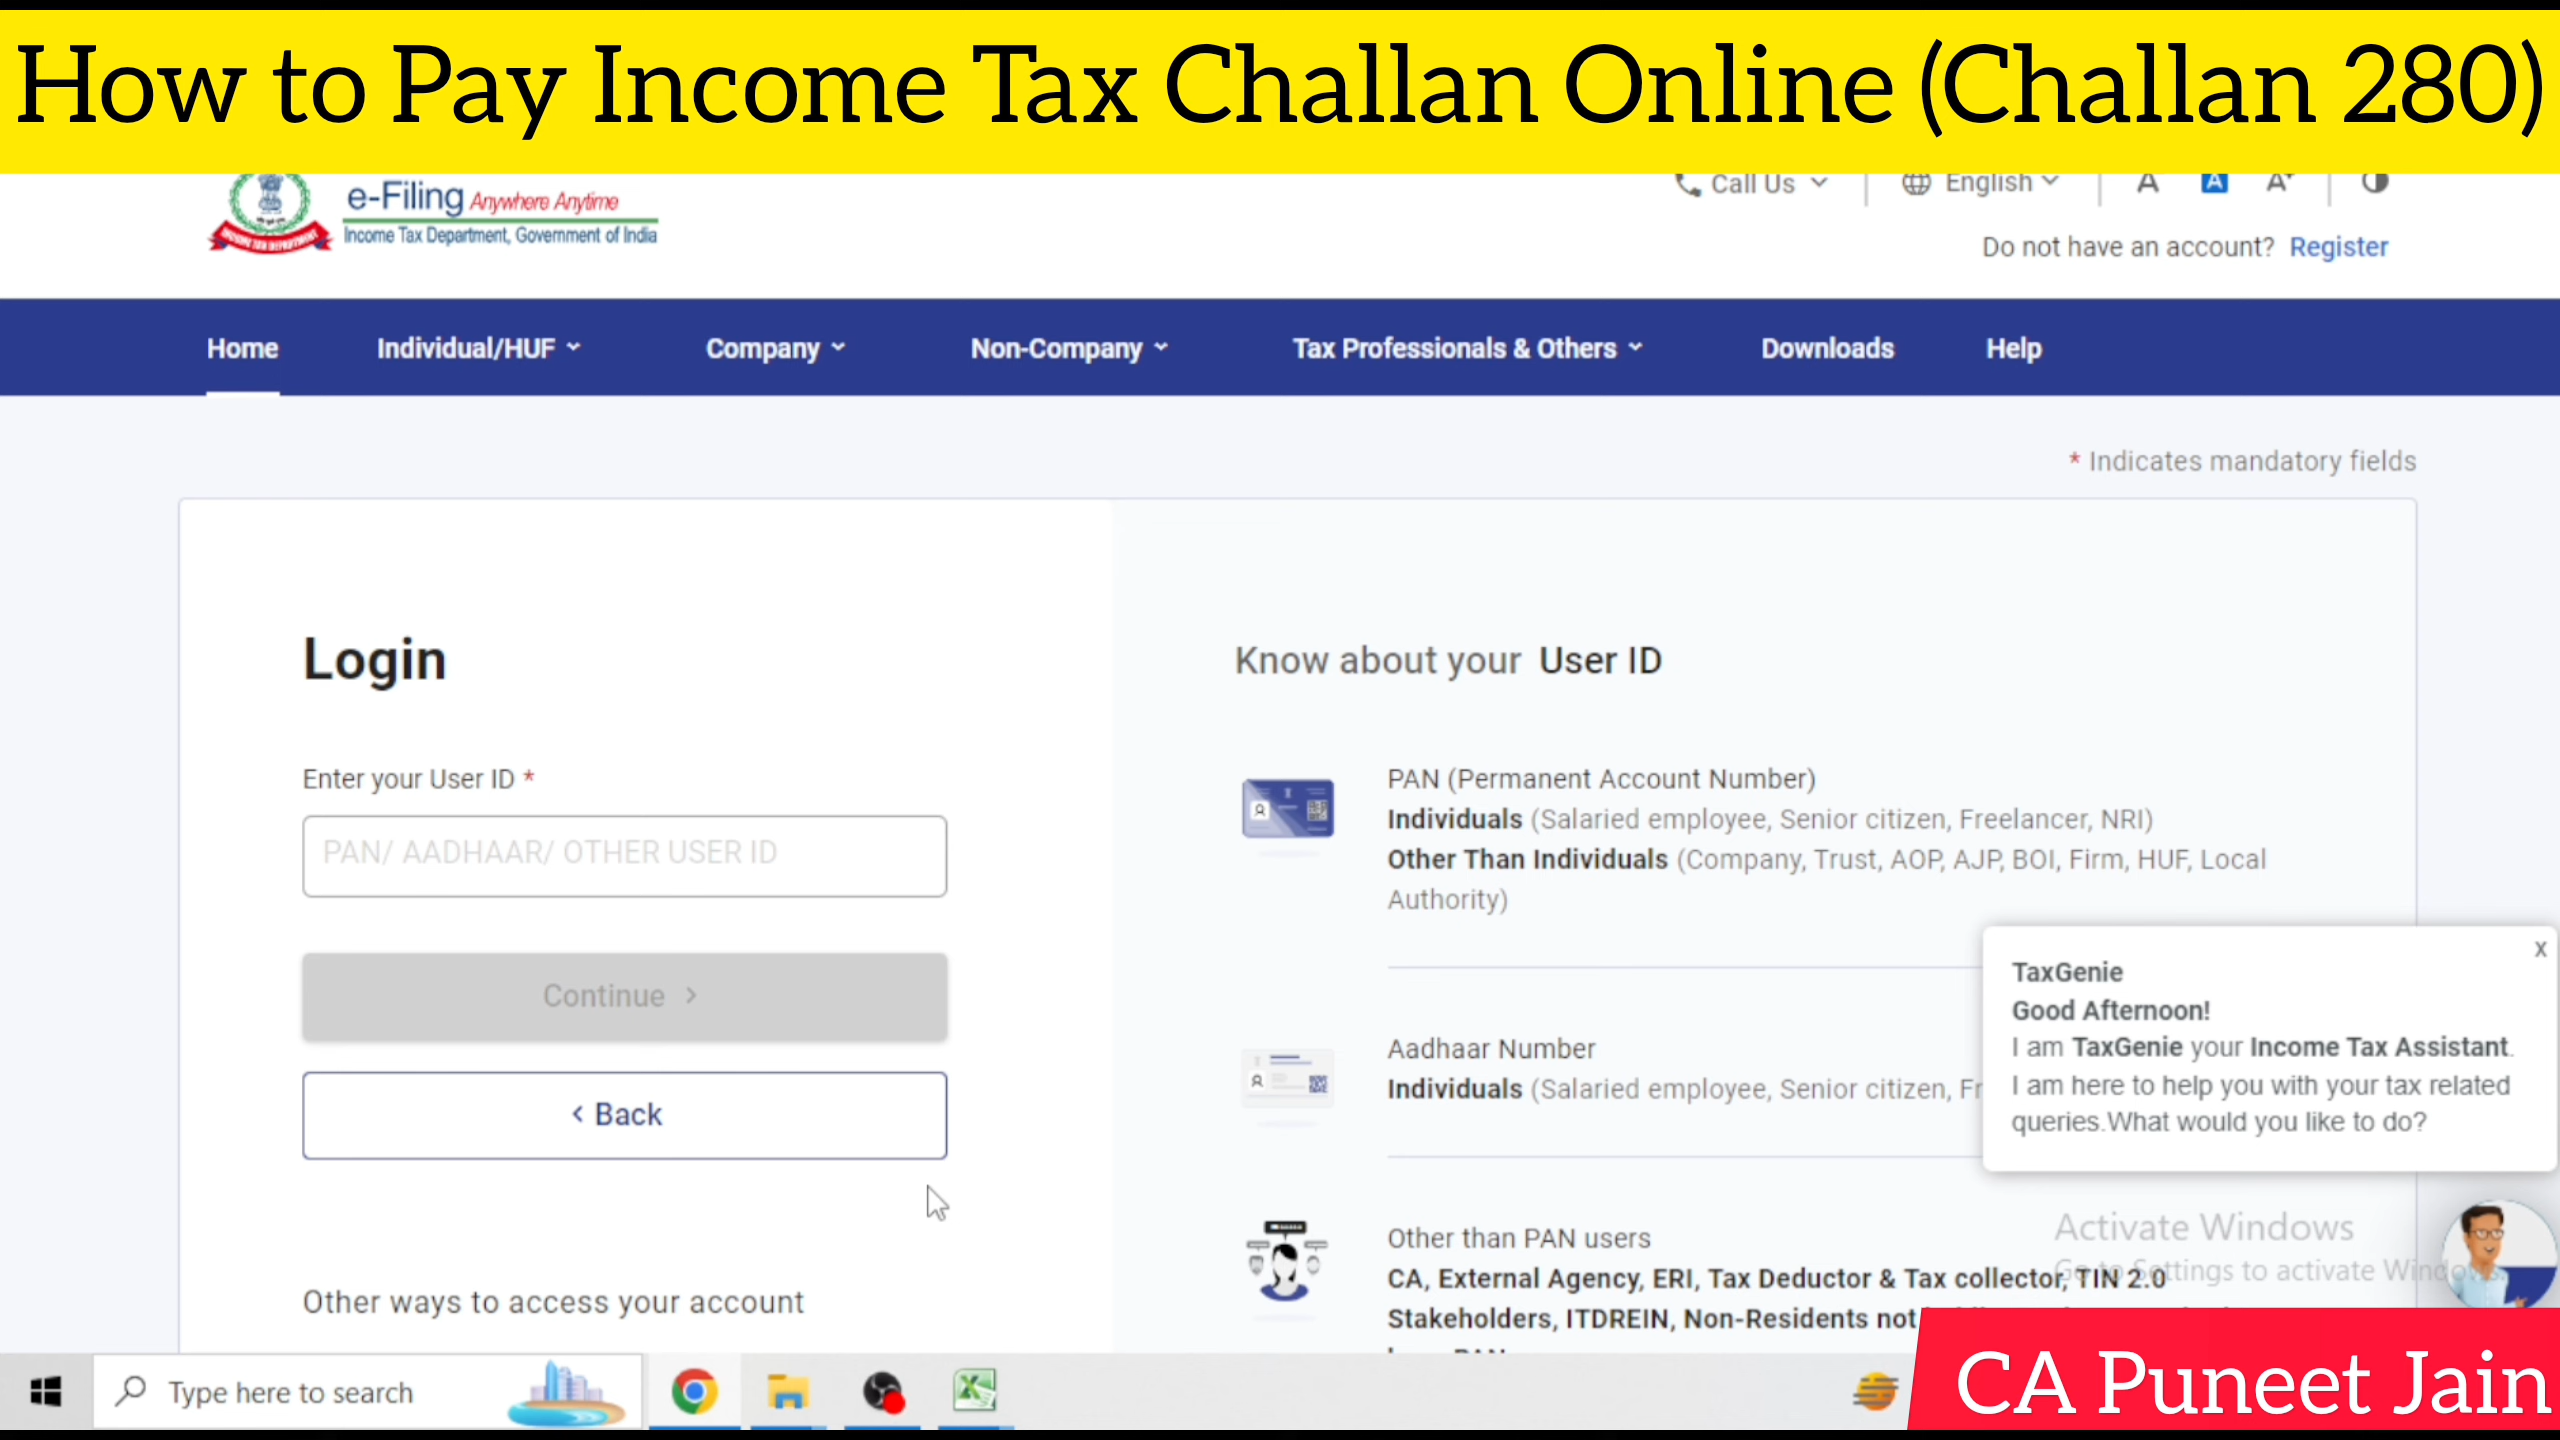 How to Pay Income Tax Challan Online (Challan 280)
e-Filing Anywhere Anytime
Income Tax Department, Government of India
Call Us
English
A A A+
Do not have an account? Register
Home Individual/HUF Company Non-Company Tax Professionals & Others Downloads Help
* Indicates mandatory fields
Login
Enter your User ID *
PAN/ AADHAAR/ OTHER USER ID
Continue >
< Back
Other ways to access your account
Know about your User ID
PAN (Permanent Account Number)
Individuals (Salaried employee, Senior citizen, Freelancer, NRI)
Other Than Individuals (Company, Trust, AOP, AJP, BOI, Firm, HUF, Local
Authority)
Aadhaar Number
Individuals (Salaried employee, Senior citizen,
Other than PAN users
CA, External Agency, ERI, Tax Deductor & Tax collector, TIN 2.0
Stakeholders, ITDREIN, Non-Residents not
x
TaxGenie
Good Afternoon!
I am TaxGenie your Income Tax Assistant.
I am here to help you with your tax related
queries.What would you like to do?
Activate Windows
Go to Settings to activate Windows.
Type here to search
CA Puneet Jain